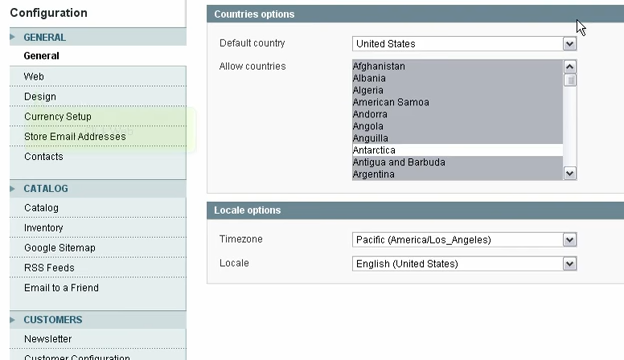 Configuration
GENERAL
General
Web
Design
Currency Setup
Store Email Addresses
Contacts
CATALOG
Catalog
Inventory
Google Sitemap
RSS Feeds
Email to a Friend
CUSTOMERS
Newsletter
Customer Configuration
Countries options
Default country
United States
Allow countries
Afghanistan
Albania
Algeria
American Samoa
Andorra
Angola
Anguilla
Antarctica
Antigua and Barbuda
Argentina
Locale options
Timezone
Pacific (America/Los_Angeles)
Locale
English (United States)